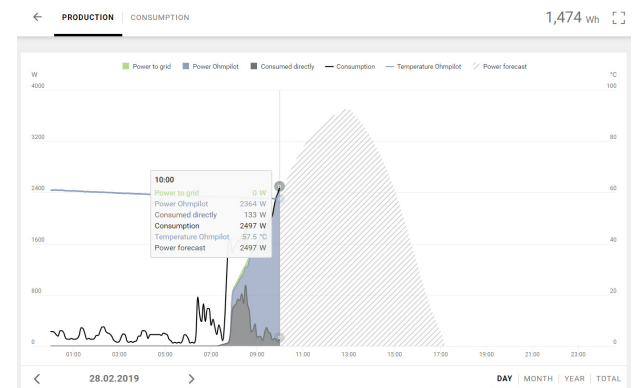 PRODUCTION CONSUMPTION 1,474 Wh
Power to grid Power Ohmpilot Consumed directly Consumption Temperature Ohmpilot Power forecast
W °C
4000 100
3200 80
2400 60
1600 40
800 20
0 0
10:00
Power to grid 0 W
Power Ohmpilot 2364 W
Consumed directly 133 W
Consumption 2497 W
Temperature Ohmpilot 57.5 °C
Power forecast 2497 W
01:00 03:00 05:00 07:00 09:00 11:00 13:00 15:00 17:00 19:00 21:00 23:00
28.02.2019 DAY MONTH YEAR TOTAL